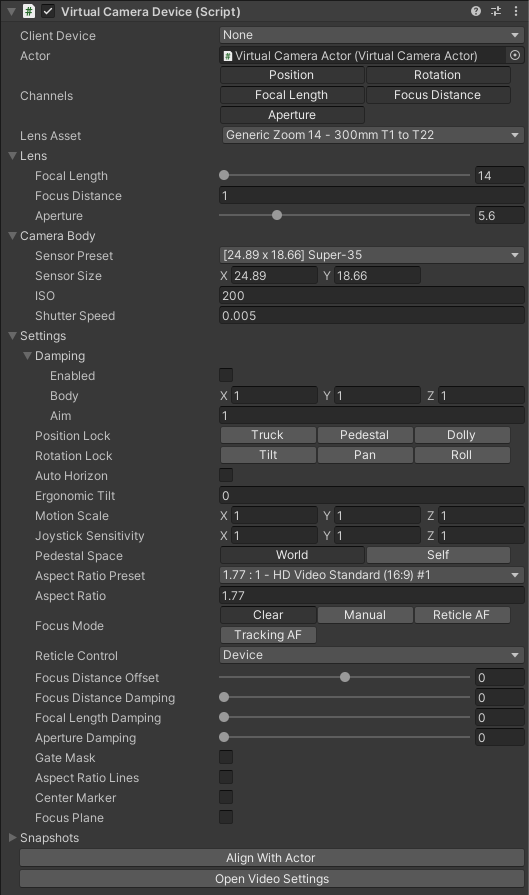 Virtual Camera Device (Script)
Client Device None
Actor Virtual Camera Actor (Virtual Camera Actor)
Position Rotation
Channels Focal Length Focus Distance
Aperture
Lens Asset Generic Zoom 14 - 300mm T1 to T22
Lens
Focal Length 14
Focus Distance 1
Aperture 5.6
Camera Body
Sensor Preset [24.89 x 18.66] Super-35
Sensor Size X 24.89 Y 18.66
ISO 200
Shutter Speed 0.005
Settings
Damping
Enabled
Body X 1 Y 1 Z 1
Aim 1
Position Lock Truck Pedestal Dolly
Rotation Lock Tilt Pan Roll
Auto Horizon
Ergonomic Tilt 0
Motion Scale X 1 Y 1 Z 1
Joystick Sensitivity X 1 Y 1 Z 1
Pedestal Space World Self
Aspect Ratio Preset 1.77 : 1 - HD Video Standard (16:9) #1
Aspect Ratio 1.77
Focus Mode Clear Manual Reticle AF
Tracking AF
Reticle Control Device
Focus Distance Offset 0
Focus Distance Damping 0
Focal Length Damping 0
Aperture Damping 0
Gate Mask
Aspect Ratio Lines
Center Marker
Focus Plane
Snapshots
Align With Actor
Open Video Settings